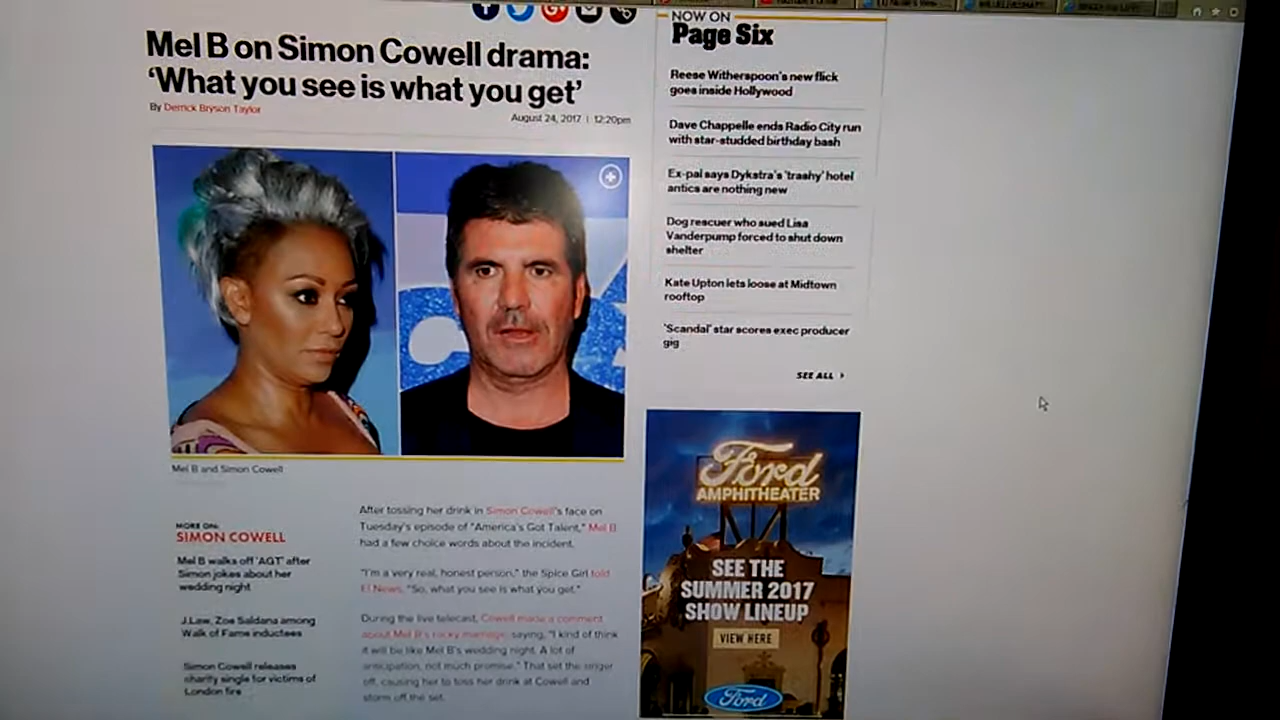 Mel B on Simon Cowell drama:
‘What you see is what you get’
By Derrick Bryson Taylor
August 24, 2017 | 12:20pm
Mel B and Simon Cowell
MORE ON:
SIMON COWELL
Mel B walks off 'AGT' after
Simon jokes about her
wedding night
J.Law, Zoe Saldana among
Walk of Fame inductees
Simon Cowell releases
charity single for victims of
London fire
After tossing her drink in Simon Cowell's face on
Tuesday's episode of "America's Got Talent," Mel B
had a few choice words about the incident.
"I'm a very real, honest person," the Spice Girl told
E! News. "So, what you see is what you get."
During the live telecast, Cowell made a comment
about Mel B's rocky marriage, saying, "I kind of think
it will be like Mel B's wedding night. A lot of
anticipation, not much promise." That set the singer
off, causing her to toss her drink at Cowell and
storm off the set.
NOW ON
Page Six
Reese Witherspoon's new flick
goes inside Hollywood
Dave Chappelle ends Radio City run
with star-studded birthday bash
Ex-pal says Dykstra's 'trashy' hotel
antics are nothing new
Dog rescuer who sued Lisa
Vanderpump forced to shut down
shelter
Kate Upton lets loose at Midtown
rooftop
'Scandal' star scores exec producer
gig
SEE ALL
Ford
AMPHITHEATER
SEE THE
SUMMER 2017
SHOW LINEUP
VIEW HERE
Ford